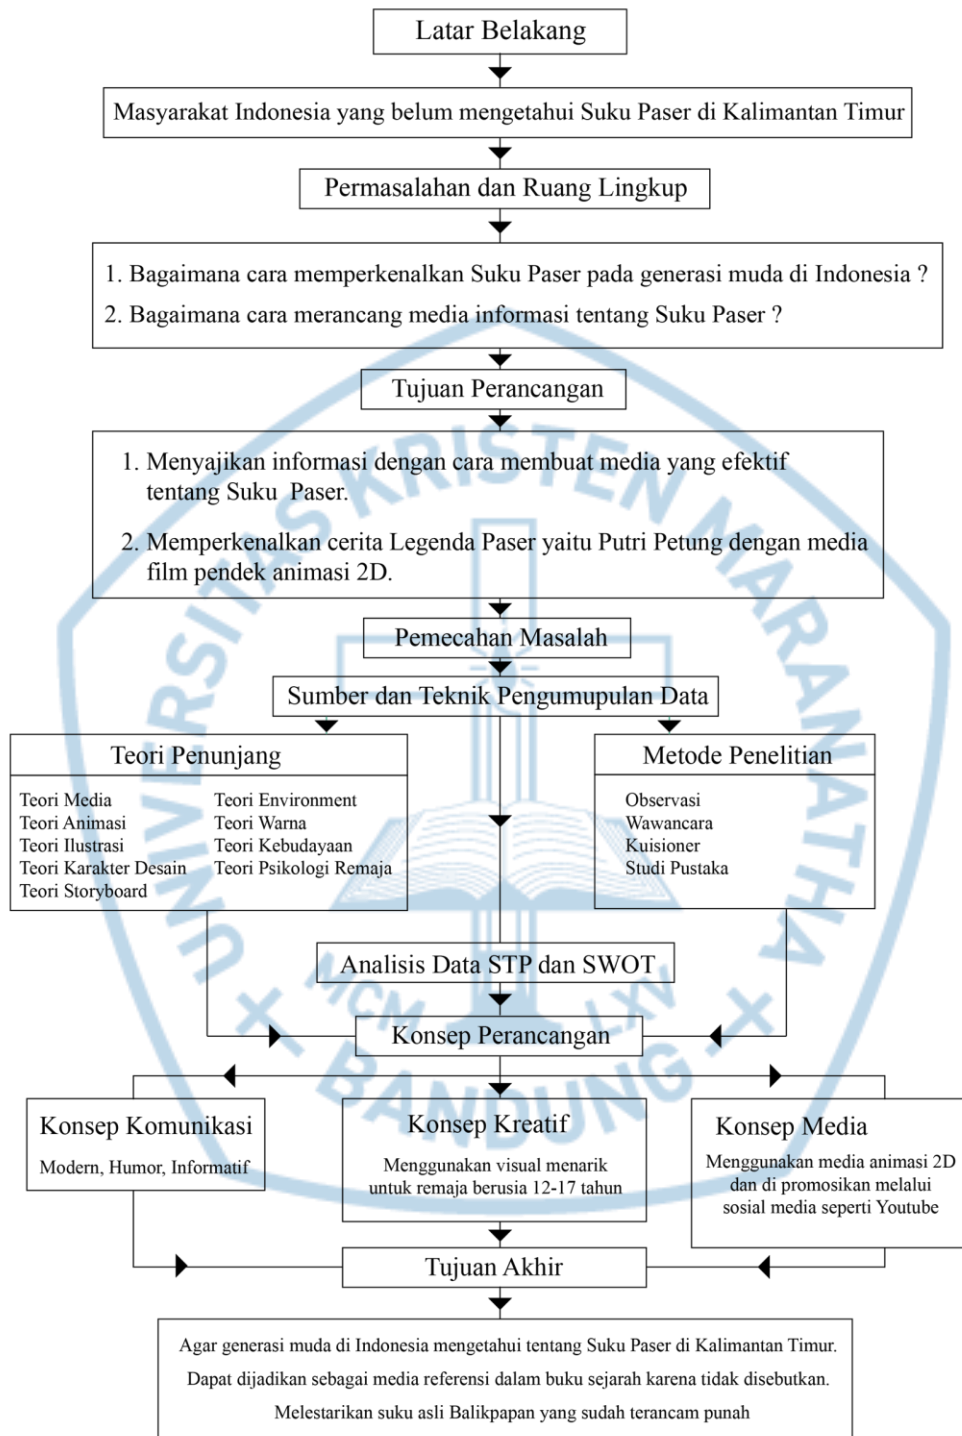 Latar Belakang
Masyarakat Indonesia yang belum mengetahui Suku Paser di Kalimantan Timur
Permasalahan dan Ruang Lingkup
1. Bagaimana cara memperkenalkan Suku Paser pada generasi muda di Indonesia ?
2. Bagaimana cara merancang media informasi tentang Suku Paser ?
Tujuan Perancangan
1. Menyajikan informasi dengan cara membuat media yang efektif
tentang Suku Paser.
2. Memperkenalkan cerita Legenda Paser yaitu Putri Petung dengan media
film pendek animasi 2D.
Pemecahan Masalah
Sumber dan Teknik Pengumupulan Data
Teori Penunjang
Teori Media
Teori Animasi
Teori Ilustrasi
Teori Karakter Desain
Teori Storyboard
Teori Environment
Teori Warna
Teori Kebudayaan
Teori Psikologi Remaja
Metode Penelitian
Observasi
Wawancara
Kuisioner
Studi Pustaka
Analisis Data STP dan SWOT
Konsep Perancangan
Konsep Komunikasi
Modern, Humor, Informatif
Konsep Kreatif
Menggunakan visual menarik
untuk remaja berusia 12-17 tahun
Konsep Media
Menggunakan media animasi 2D
dan di promosikan melalui
sosial media seperti Youtube
Tujuan Akhir
Agar generasi muda di Indonesia mengetahui tentang Suku Paser di Kalimantan Timur.
Dapat dijadikan sebagai media referensi dalam buku sejarah karena tidak disebutkan.
Melestarikan suku asli Balikpapan yang sudah terancam punah
UNIVERSITAS KRISTEN MARANATHA
MCM LXV
BANDUNG